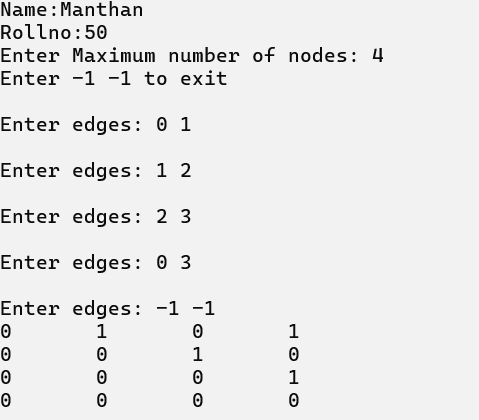 Name:Manthan
Rollno:50
Enter Maximum number of nodes: 4
Enter -1 -1 to exit
Enter edges: 0 1
Enter edges: 1 2
Enter edges: 2 3
Enter edges: 0 3
Enter edges: -1 -1
0 1 0 1
0 0 1 0
0 0 0 1
0 0 0 0